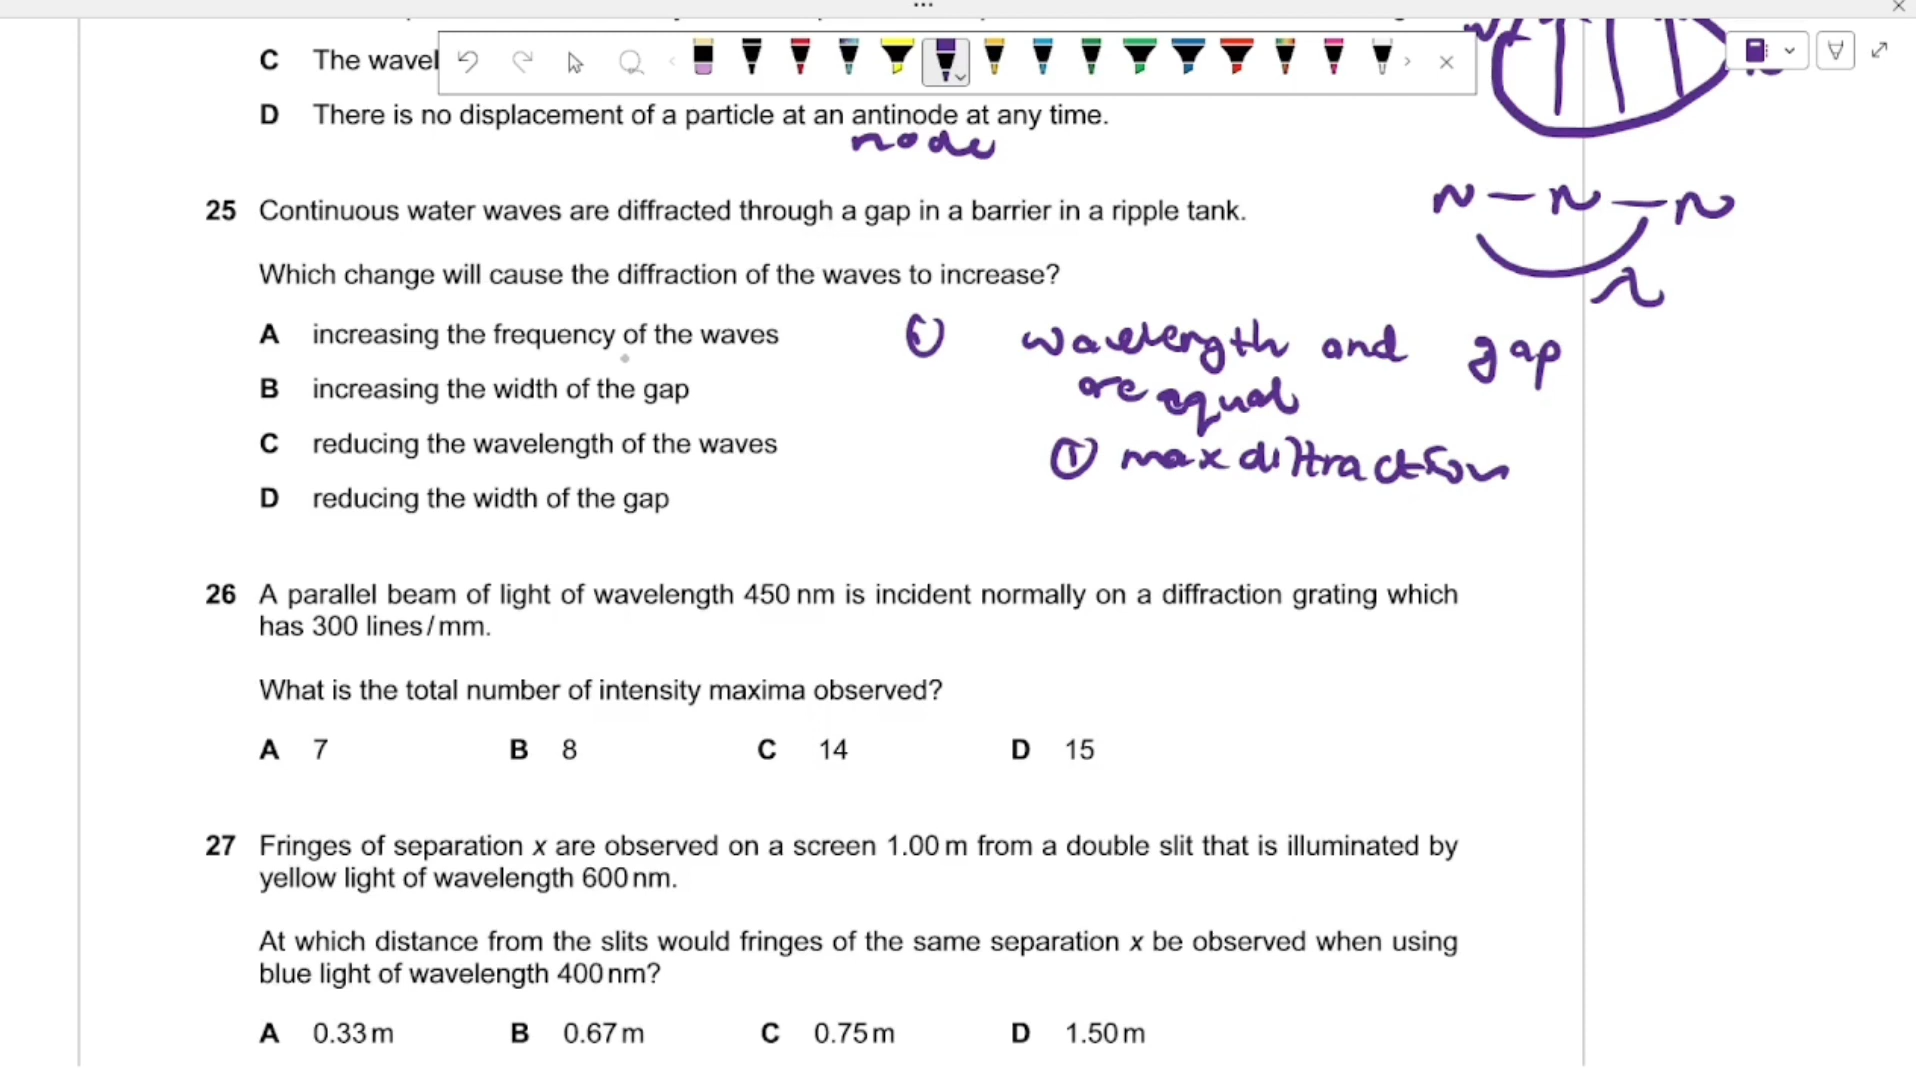 C The wavel
D There is no displacement of a particle at an antinode at any time.
node
25 Continuous water waves are diffracted through a gap in a barrier in a ripple tank.
N – N – N
Which change will cause the diffraction of the waves to increase?
λ
A increasing the frequency of the waves
① wavelength and gap
B increasing the width of the gap
are equal
C reducing the wavelength of the waves
① max diffraction
D reducing the width of the gap
26 A parallel beam of light of wavelength 450 nm is incident normally on a diffraction grating which
has 300 lines / mm.
What is the total number of intensity maxima observed?
A 7 B 8 C 14 D 15
27 Fringes of separation x are observed on a screen 1.00 m from a double slit that is illuminated by
yellow light of wavelength 600 nm.
At which distance from the slits would fringes of the same separation x be observed when using
blue light of wavelength 400 nm?
A 0.33 m B 0.67 m C 0.75 m D 1.50 m